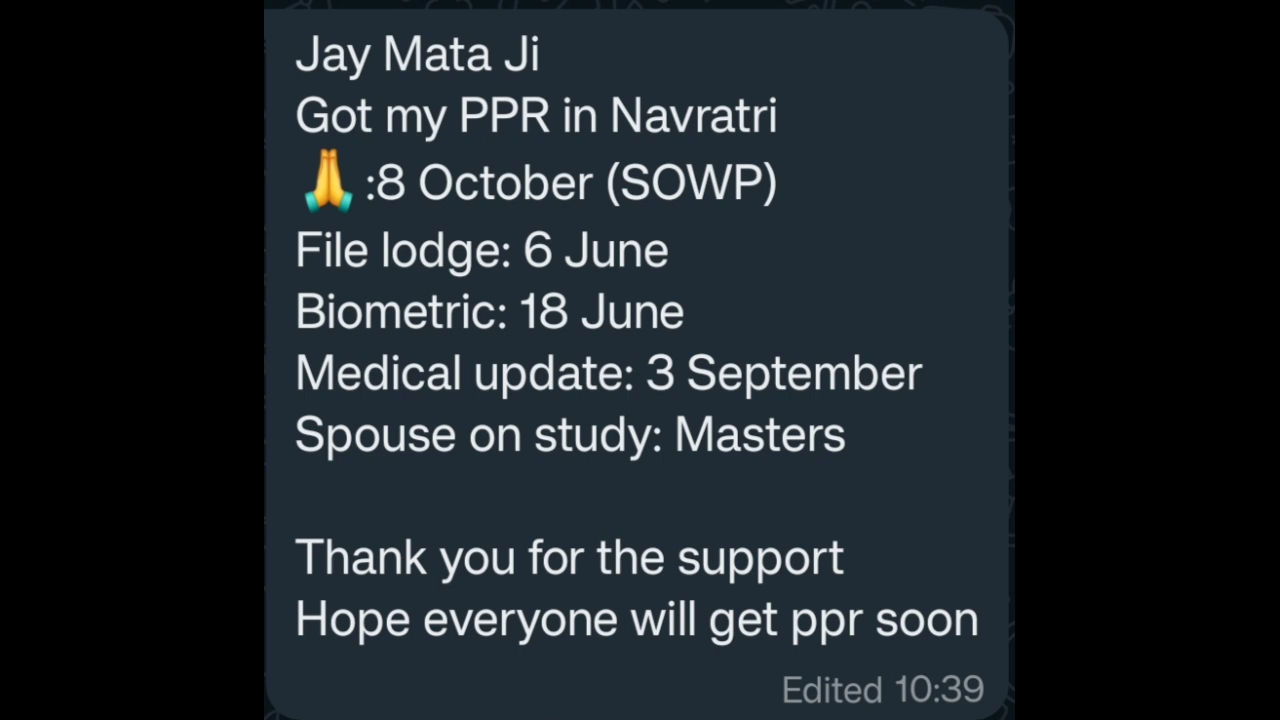 Jay Mata Ji
Got my PPR in Navratri
🙏:8 October (SOWP)
File lodge: 6 June
Biometric: 18 June
Medical update: 3 September
Spouse on study: Masters
Thank you for the support
Hope everyone will get ppr soon
Edited 10:39